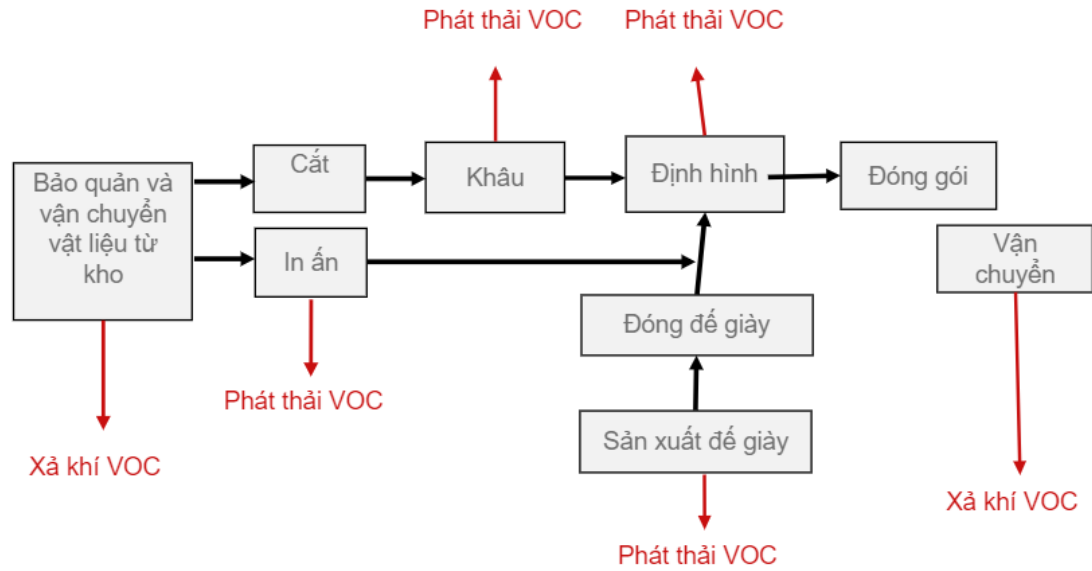 Phát thải VOC
Phát thải VOC
Bảo quản và
vận chuyển
vật liệu từ
kho
Cắt
Khâu
Định hình
Đóng gói
In ấn
Vận
chuyển
Đóng đế giày
Phát thải VOC
Sản xuất đế giày
Xả khí VOC
Xả khí VOC
Phát thải VOC